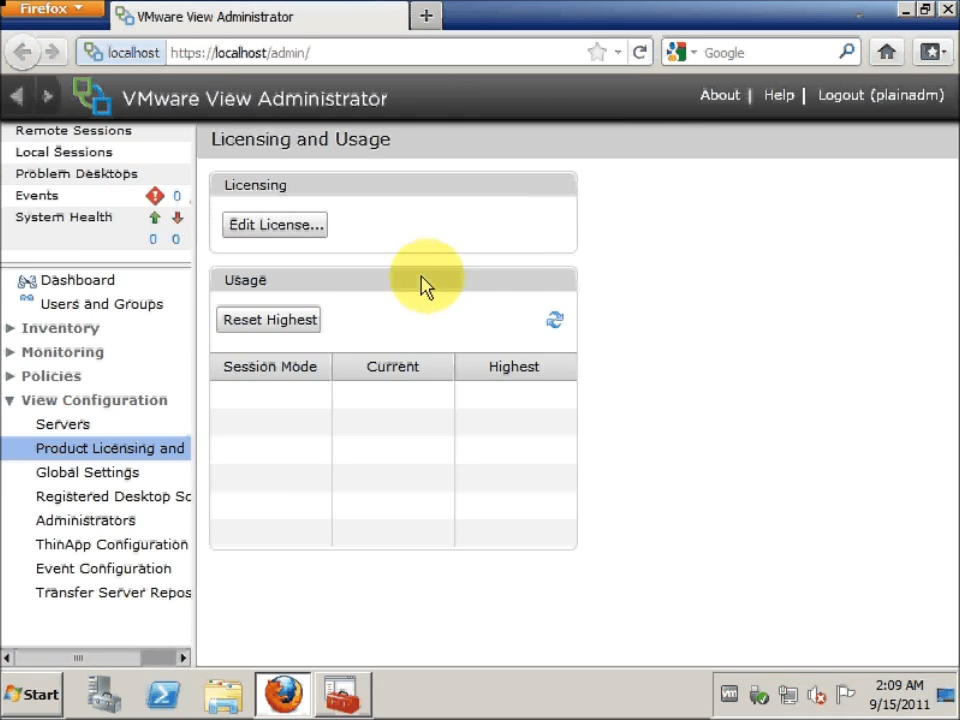 Firefox
VMware View Administrator
localhost
https://localhost/admin/
Google
VMware View Administrator
About | Help | Logout (plainadm)
Remote Sessions
Local Sessions
Problem Desktops
Events 0
System Health
0 0
Dashboard
Users and Groups
Inventory
Monitoring
Policies
View Configuration
Servers
Product Licensing and
Global Settings
Registered Desktop So
Administrators
ThinApp Configuration
Event Configuration
Transfer Server Repos
Licensing and Usage
Licensing
Edit License...
Usage
Reset Highest
Session Mode Current Highest
Start
2:09 AM
9/15/2011